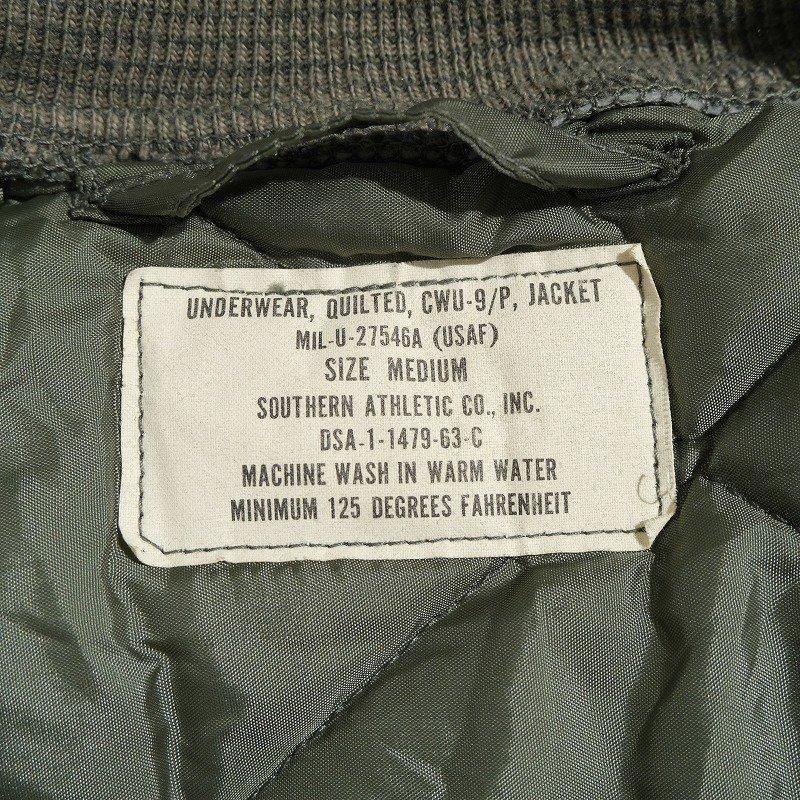 UNDERWEAR, QUILTED, CWU-9/P, JACKET
MIL-U-27546A (USAF)
SIZE MEDIUM
SOUTHERN ATHLETIC CO., INC.
DSA-1-1479-63-C
MACHINE WASH IN WARM WATER
MINIMUM 125 DEGREES FAHRENHEIT